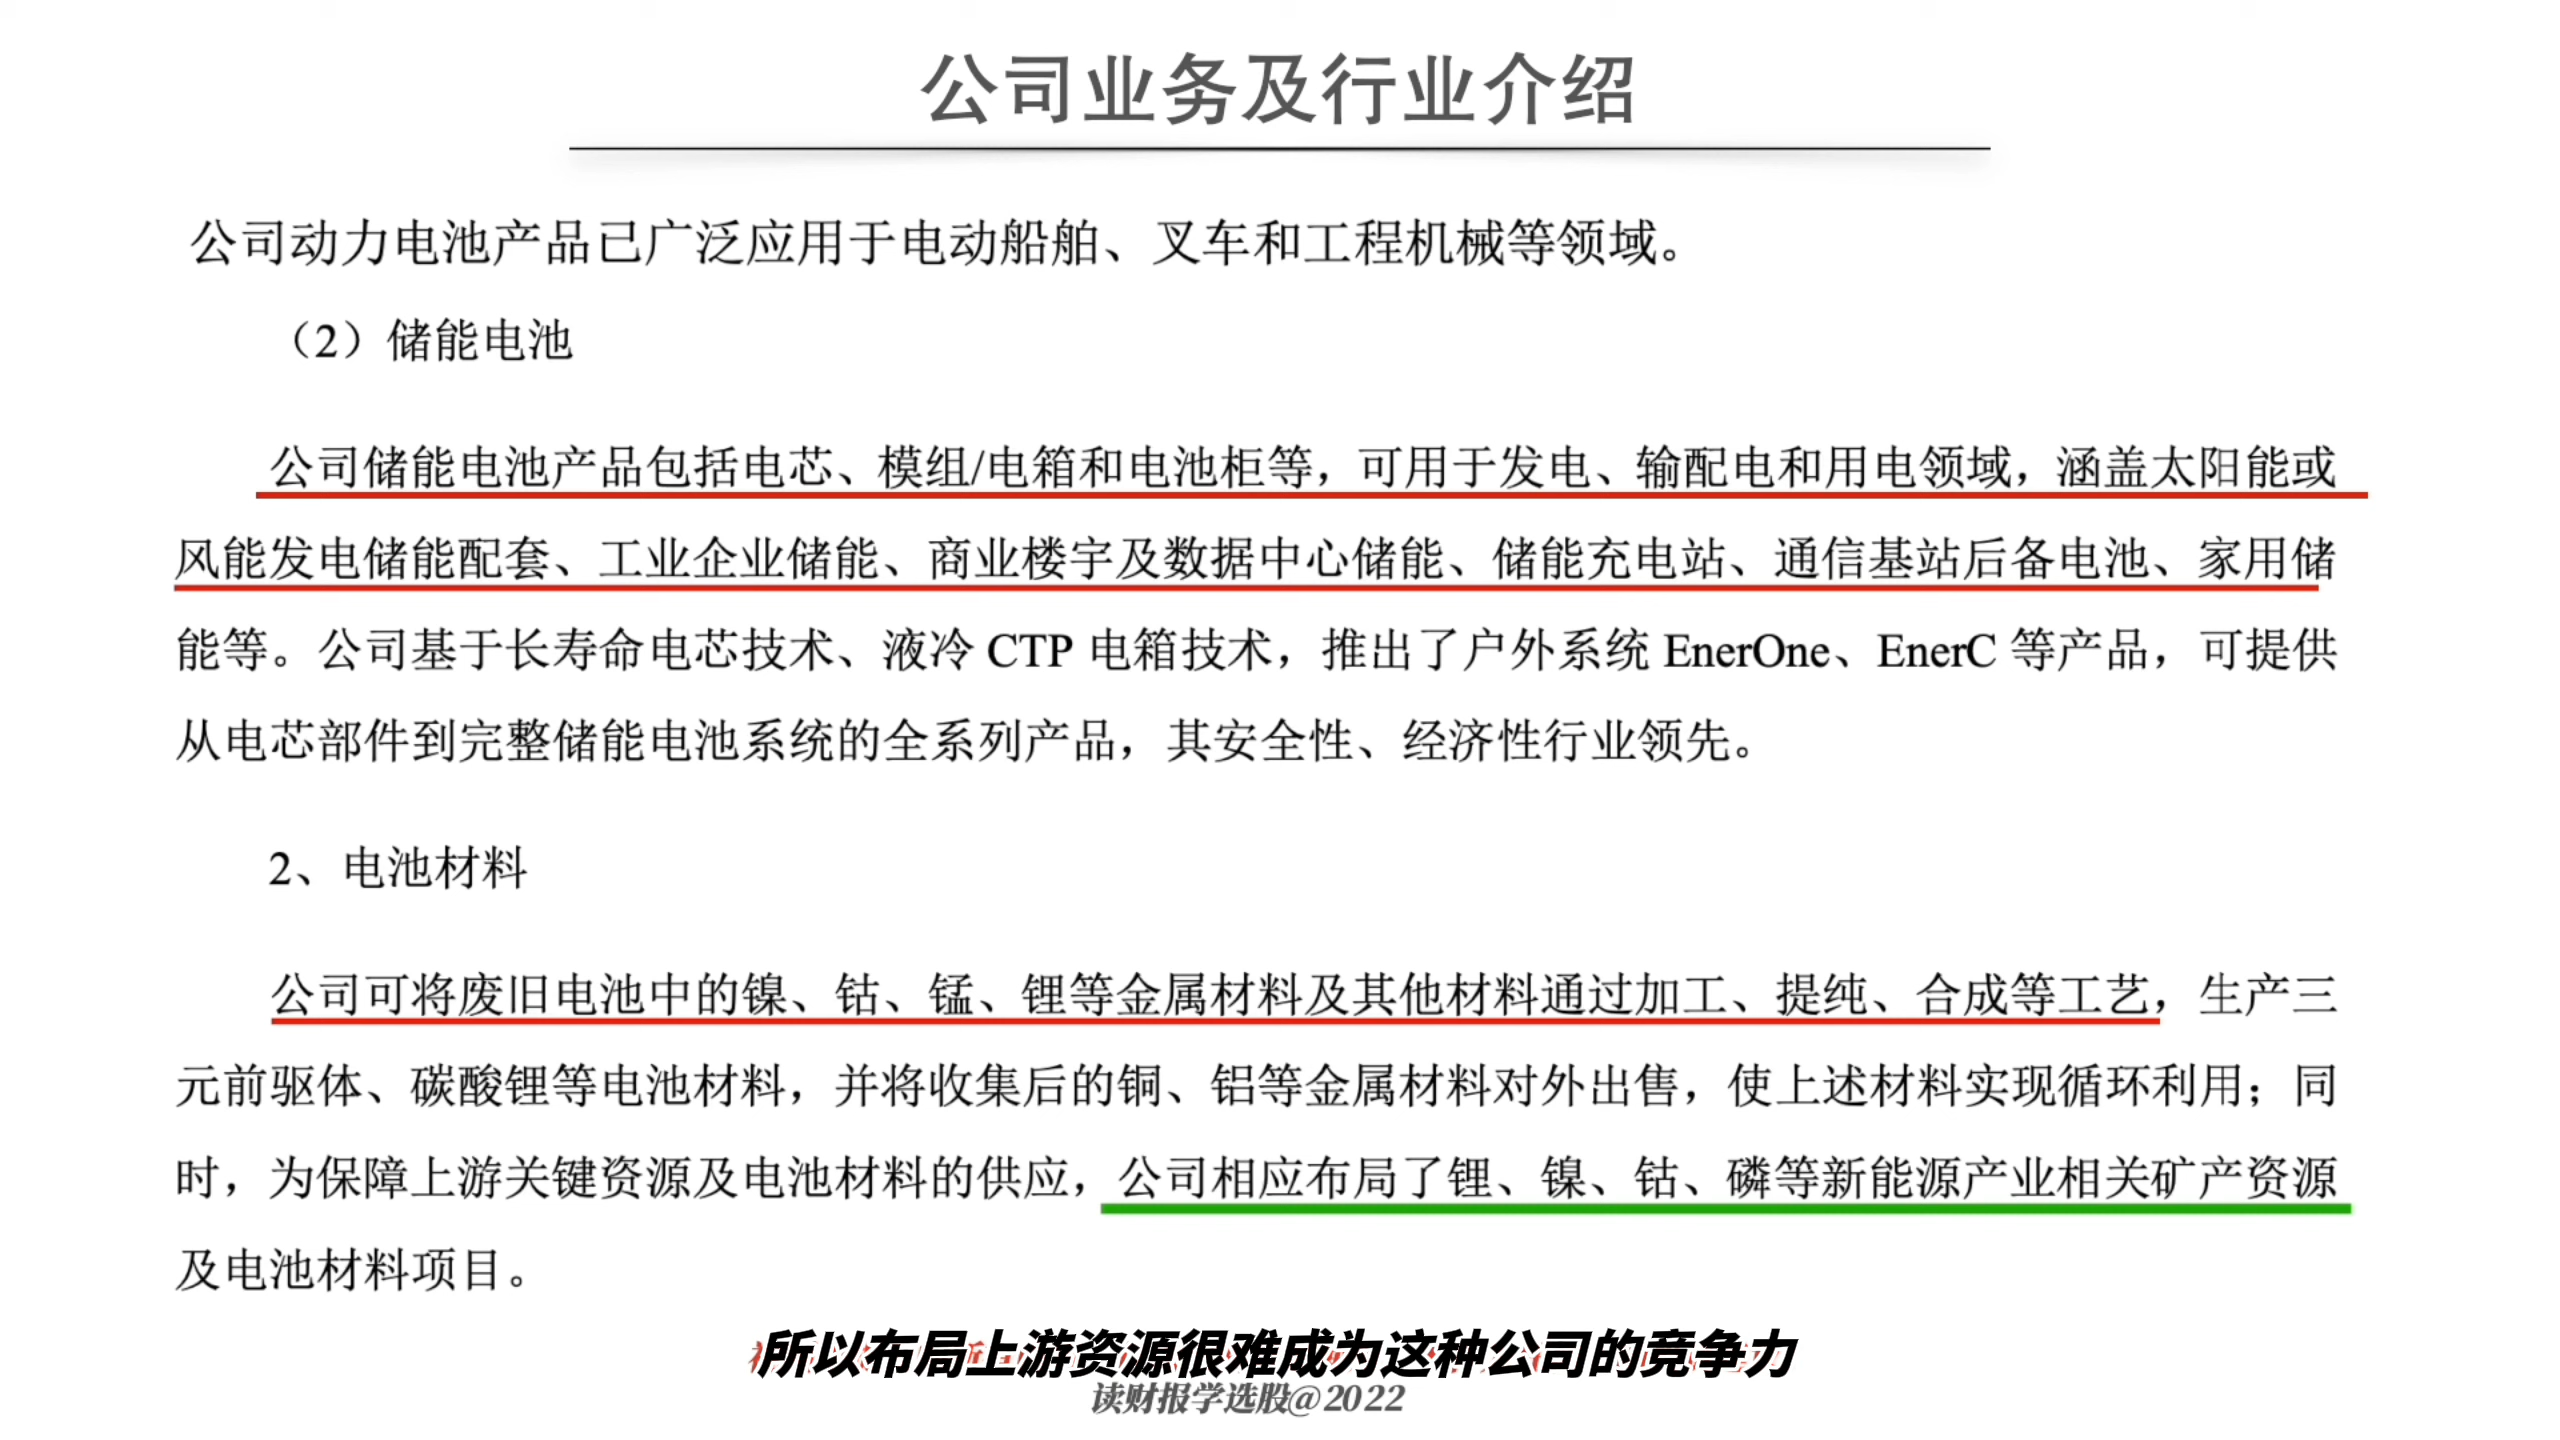 公司业务及行业介绍
公司动力电池产品已广泛应用于电动船舶、叉车和工程机械等领域。
（2）储能电池
公司储能电池产品包括电芯、模组/电箱和电池柜等，可用于发电、输配电和用电领域，涵盖太阳能或
风能发电储能配套、工业企业储能、商业楼宇及数据中心储能、储能充电站、通信基站后备电池、家用储
能等。公司基于长寿命电芯技术、液冷 CTP 电箱技术，推出了户外系统 EnerOne、EnerC 等产品，可提供
从电芯部件到完整储能电池系统的全系列产品，其安全性、经济性行业领先。
2、电池材料
公司可将废旧电池中的镍、钴、锰、锂等金属材料及其他材料通过加工、提纯、合成等工艺，生产三
元前驱体、碳酸锂等电池材料，并将收集后的铜、铝等金属材料对外出售，使上述材料实现循环利用；同
时，为保障上游关键资源及电池材料的供应，公司相应布局了锂、镍、钴、磷等新能源产业相关矿产资源
及电池材料项目。
所以布局上游资源很难成为这种公司的竞争力
读财报学选股@2022